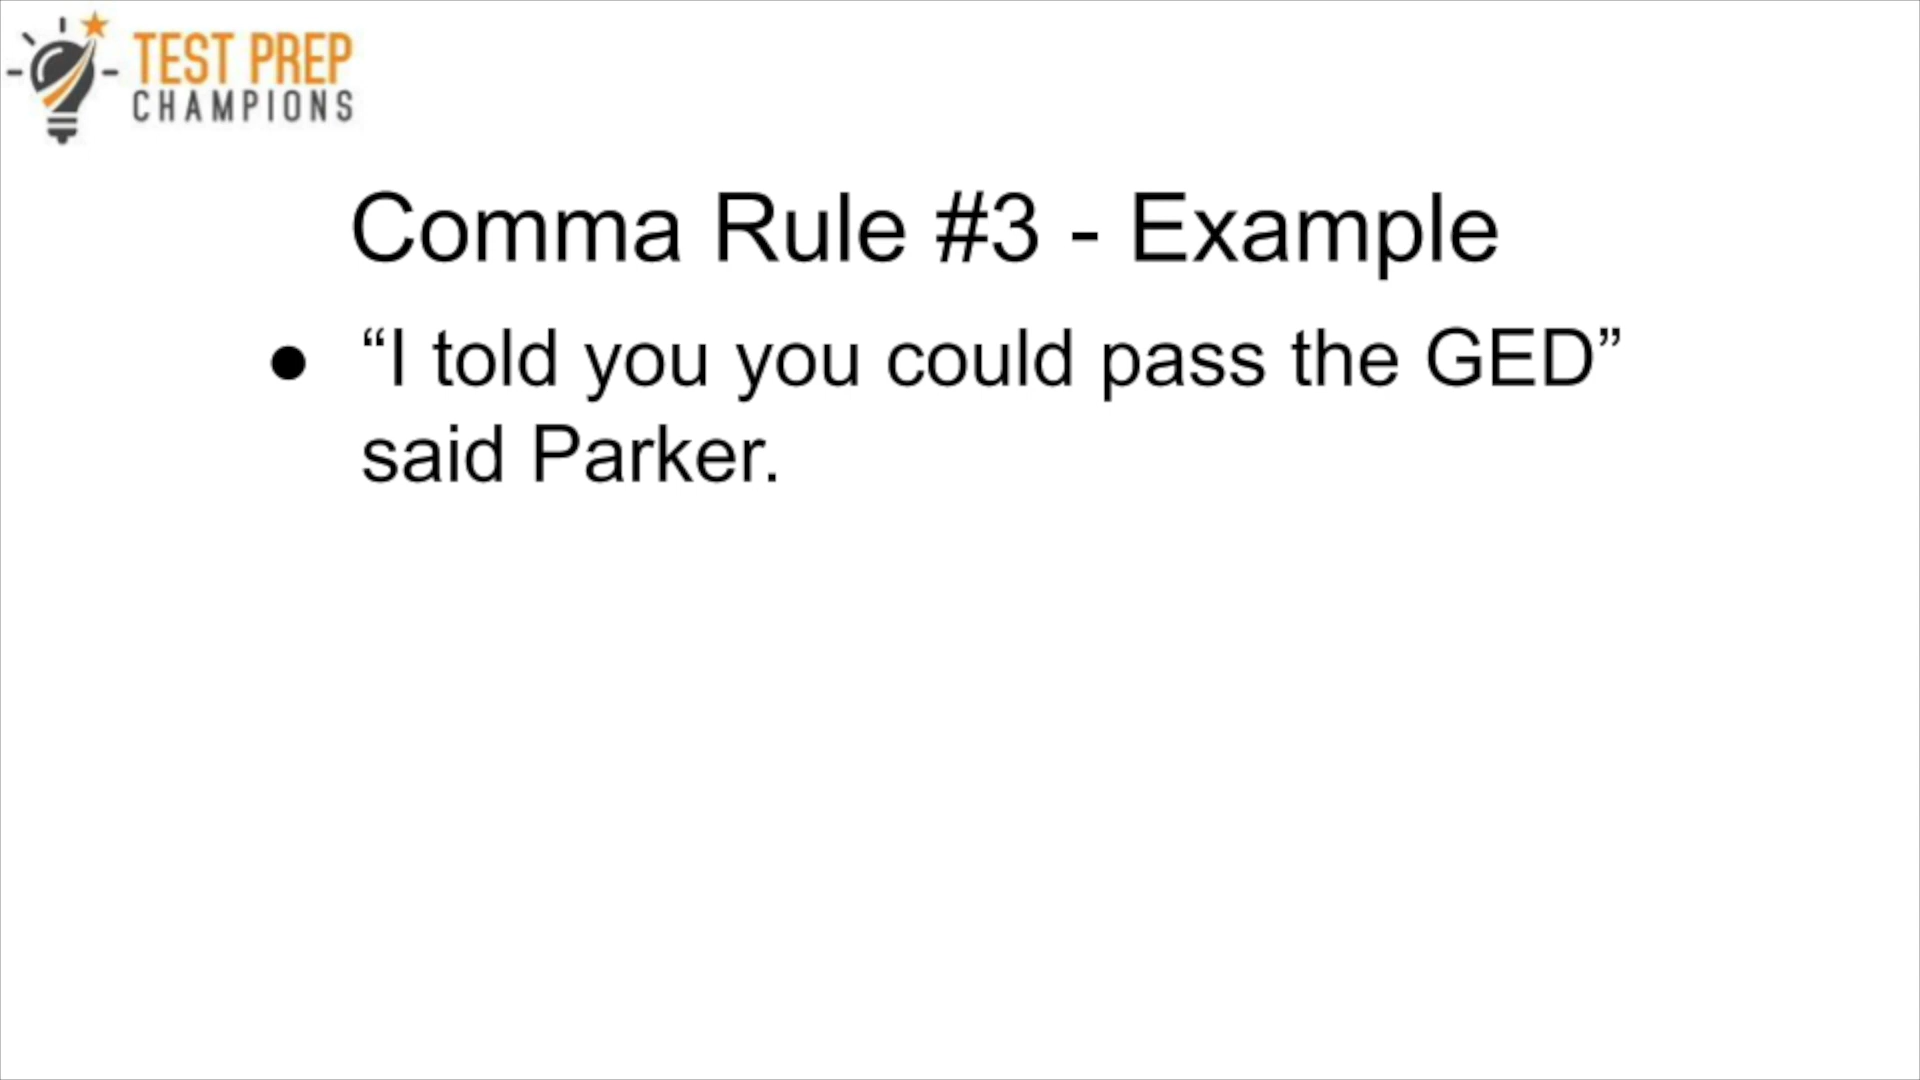 TEST PREP
CHAMPIONS
Comma Rule #3 - Example
● “I told you you could pass the GED”
said Parker.